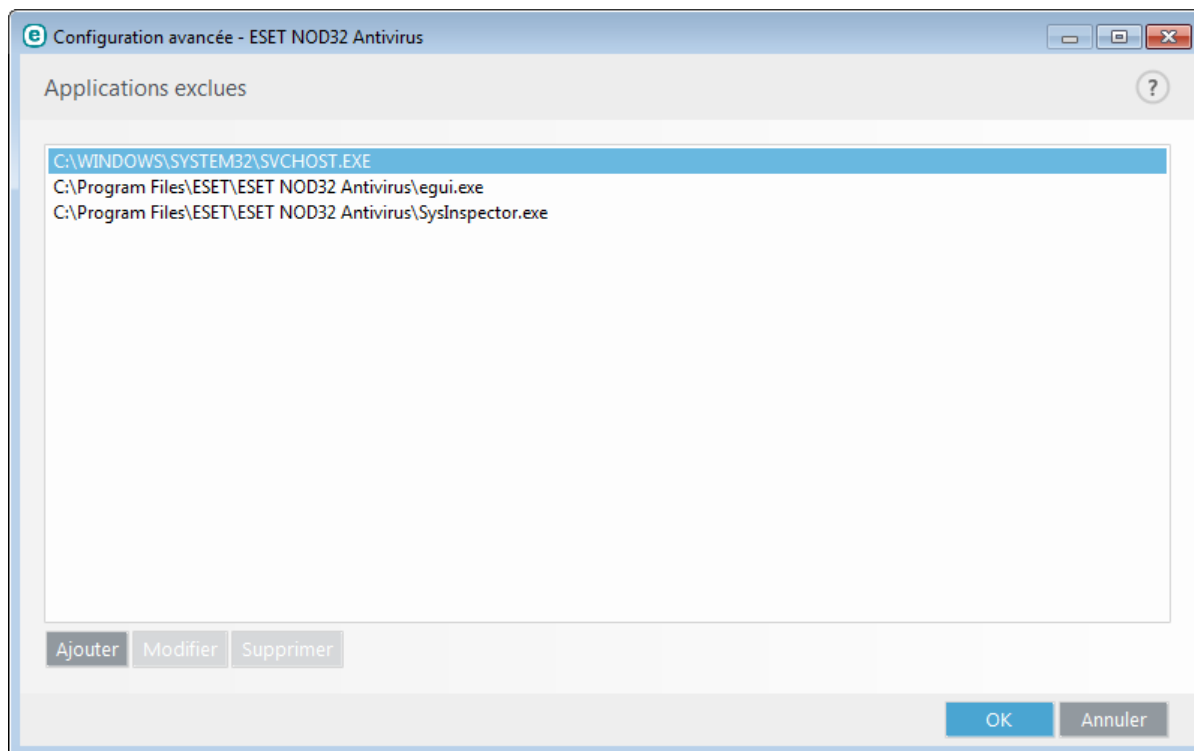 Configuration avancée - ESET NOD32 Antivirus
Applications exclues
?
C:\WINDOWS\SYSTEM32\SVCHOST.EXE
C:\Program Files\ESET\ESET NOD32 Antivirus\egui.exe
C:\Program Files\ESET\ESET NOD32 Antivirus\SysInspector.exe
Ajouter Modifier Supprimer
OK Annuler